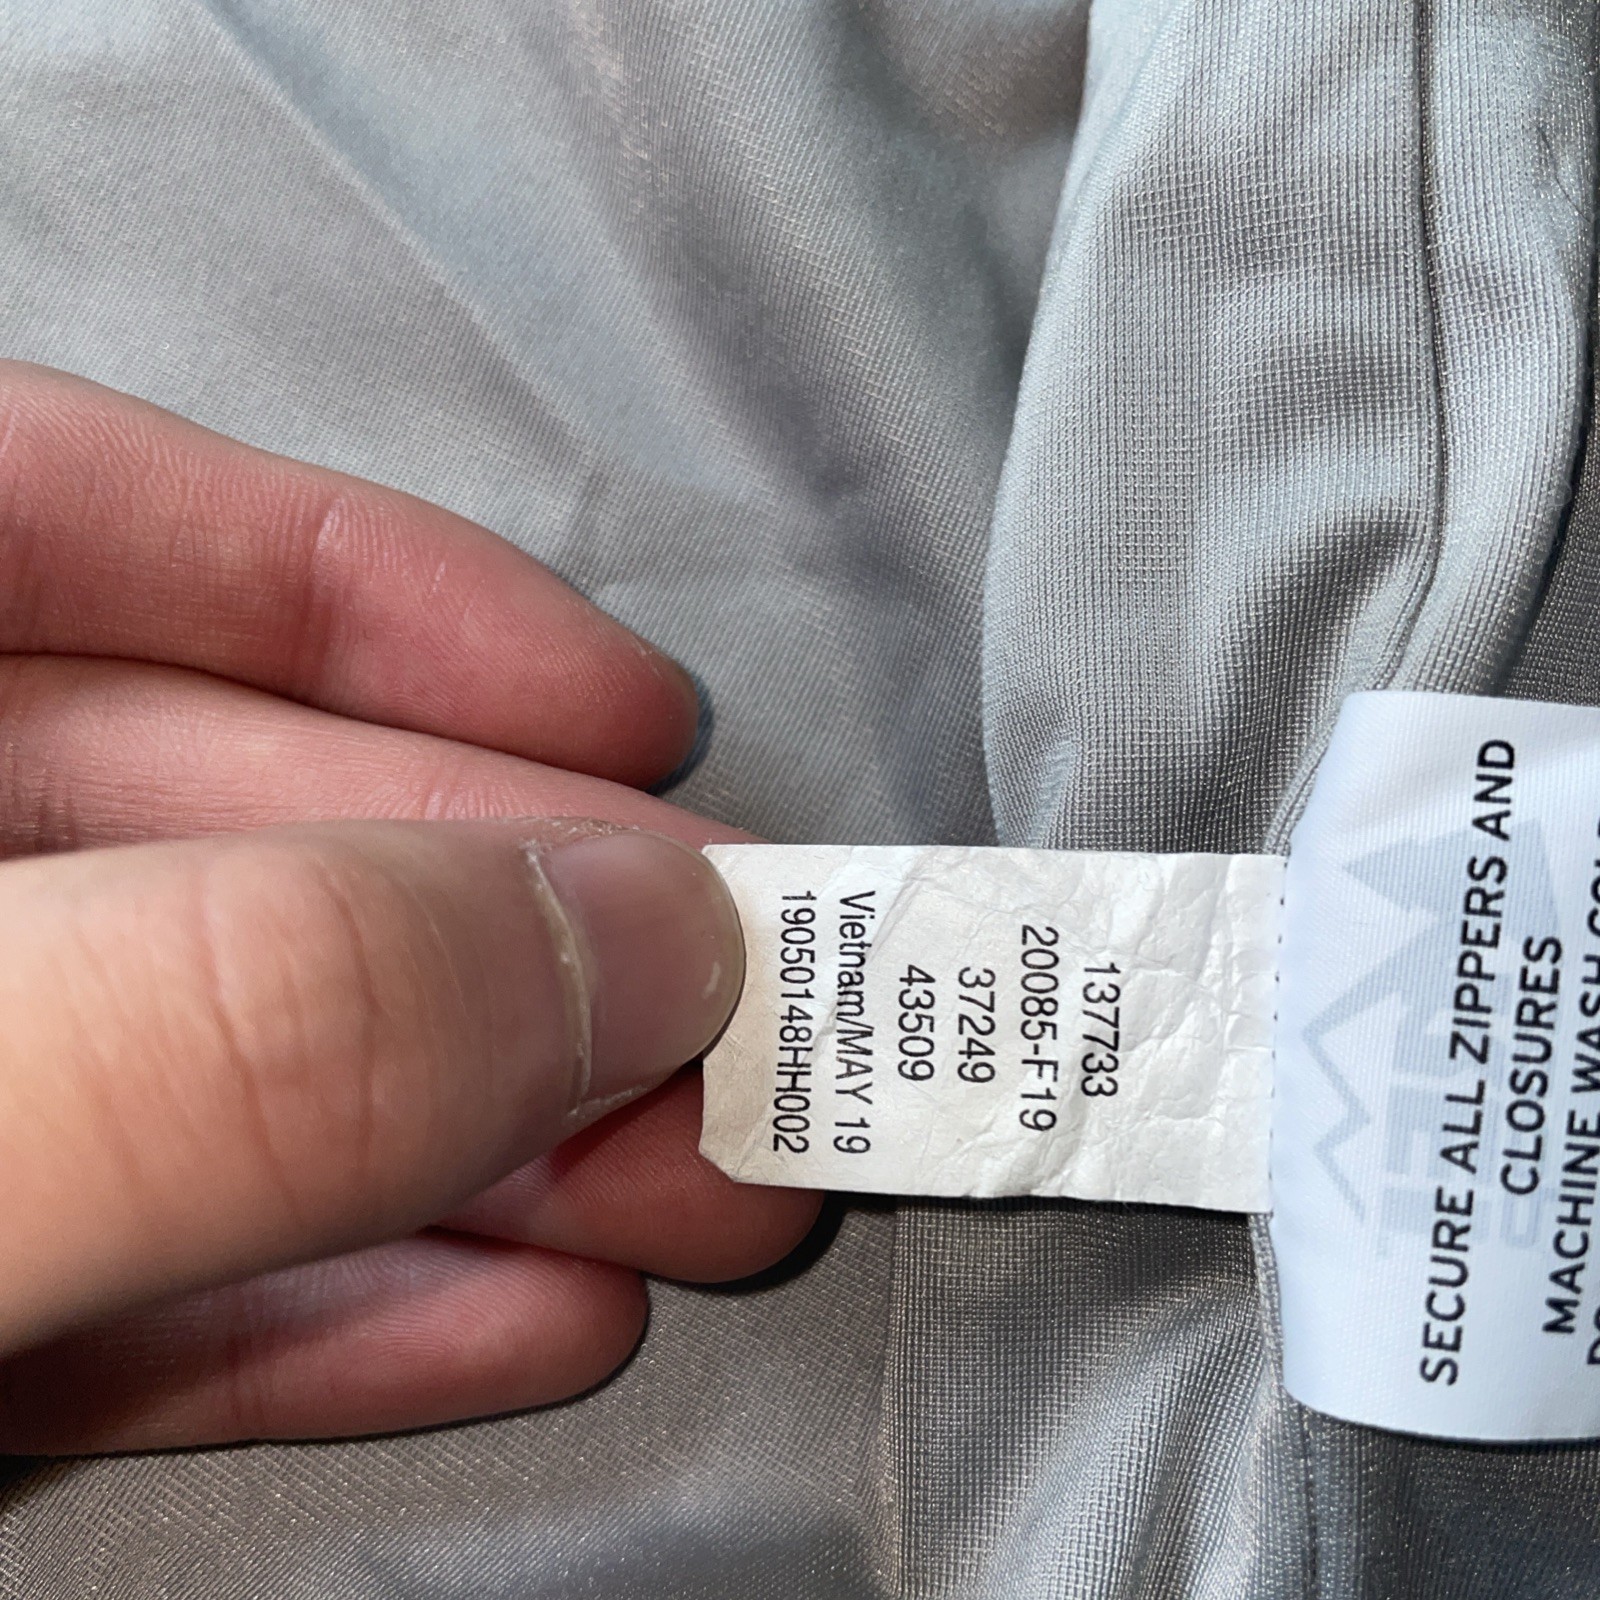 137733
20085-F19
37249
43509
Vietnam/MAY 19
19050148HH002
SECURE ALL ZIPPERS AND
CLOSURES
MACHINE WASH